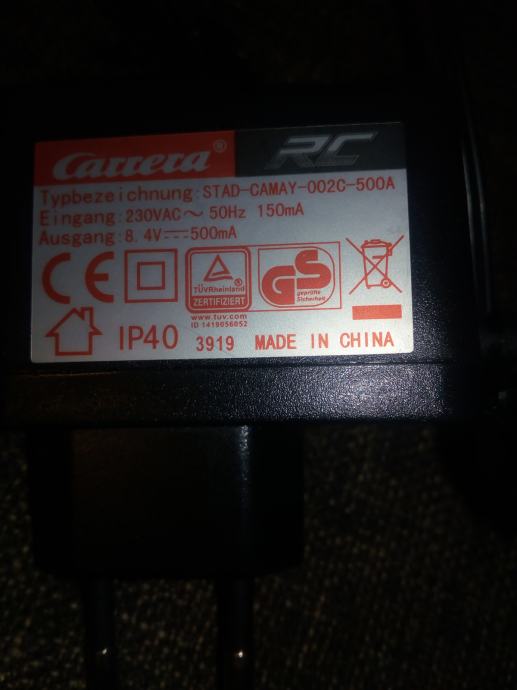 Carrera® RC
Typbezeichnung:STAD-CAMAY-002C-500A
Eingang:230VAC～ 50Hz 150mA
Ausgang:8.4V⎓500mA
CE
TÜVRheinland®
ZERTIFIZIERT
www.tuv.com
ID 1419056052
GS
geprüfte
Sicherheit
IP40 3919 MADE IN CHINA